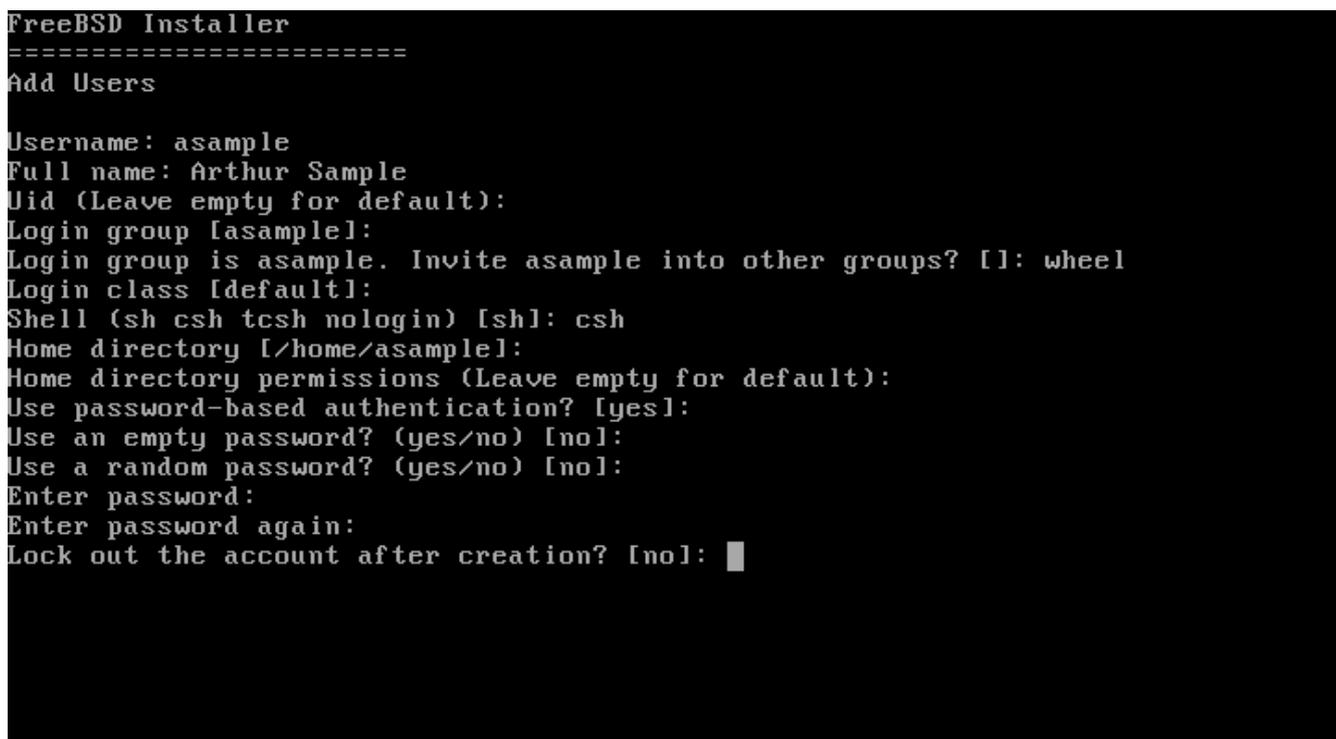 FreeBSD Installer
========================
Add Users
Username: asample
Full name: Arthur Sample
Uid (Leave empty for default):
Login group [asample]:
Login group is asample. Invite asample into other groups? []: wheel
Login class [default]:
Shell (sh csh tcsh nologin) [sh]: csh
Home directory [/home/asample]:
Home directory permissions (Leave empty for default):
Use password-based authentication? [yes]:
Use an empty password? (yes/no) [no]:
Use a random password? (yes/no) [no]:
Enter password:
Enter password again:
Lock out the account after creation? [no]: